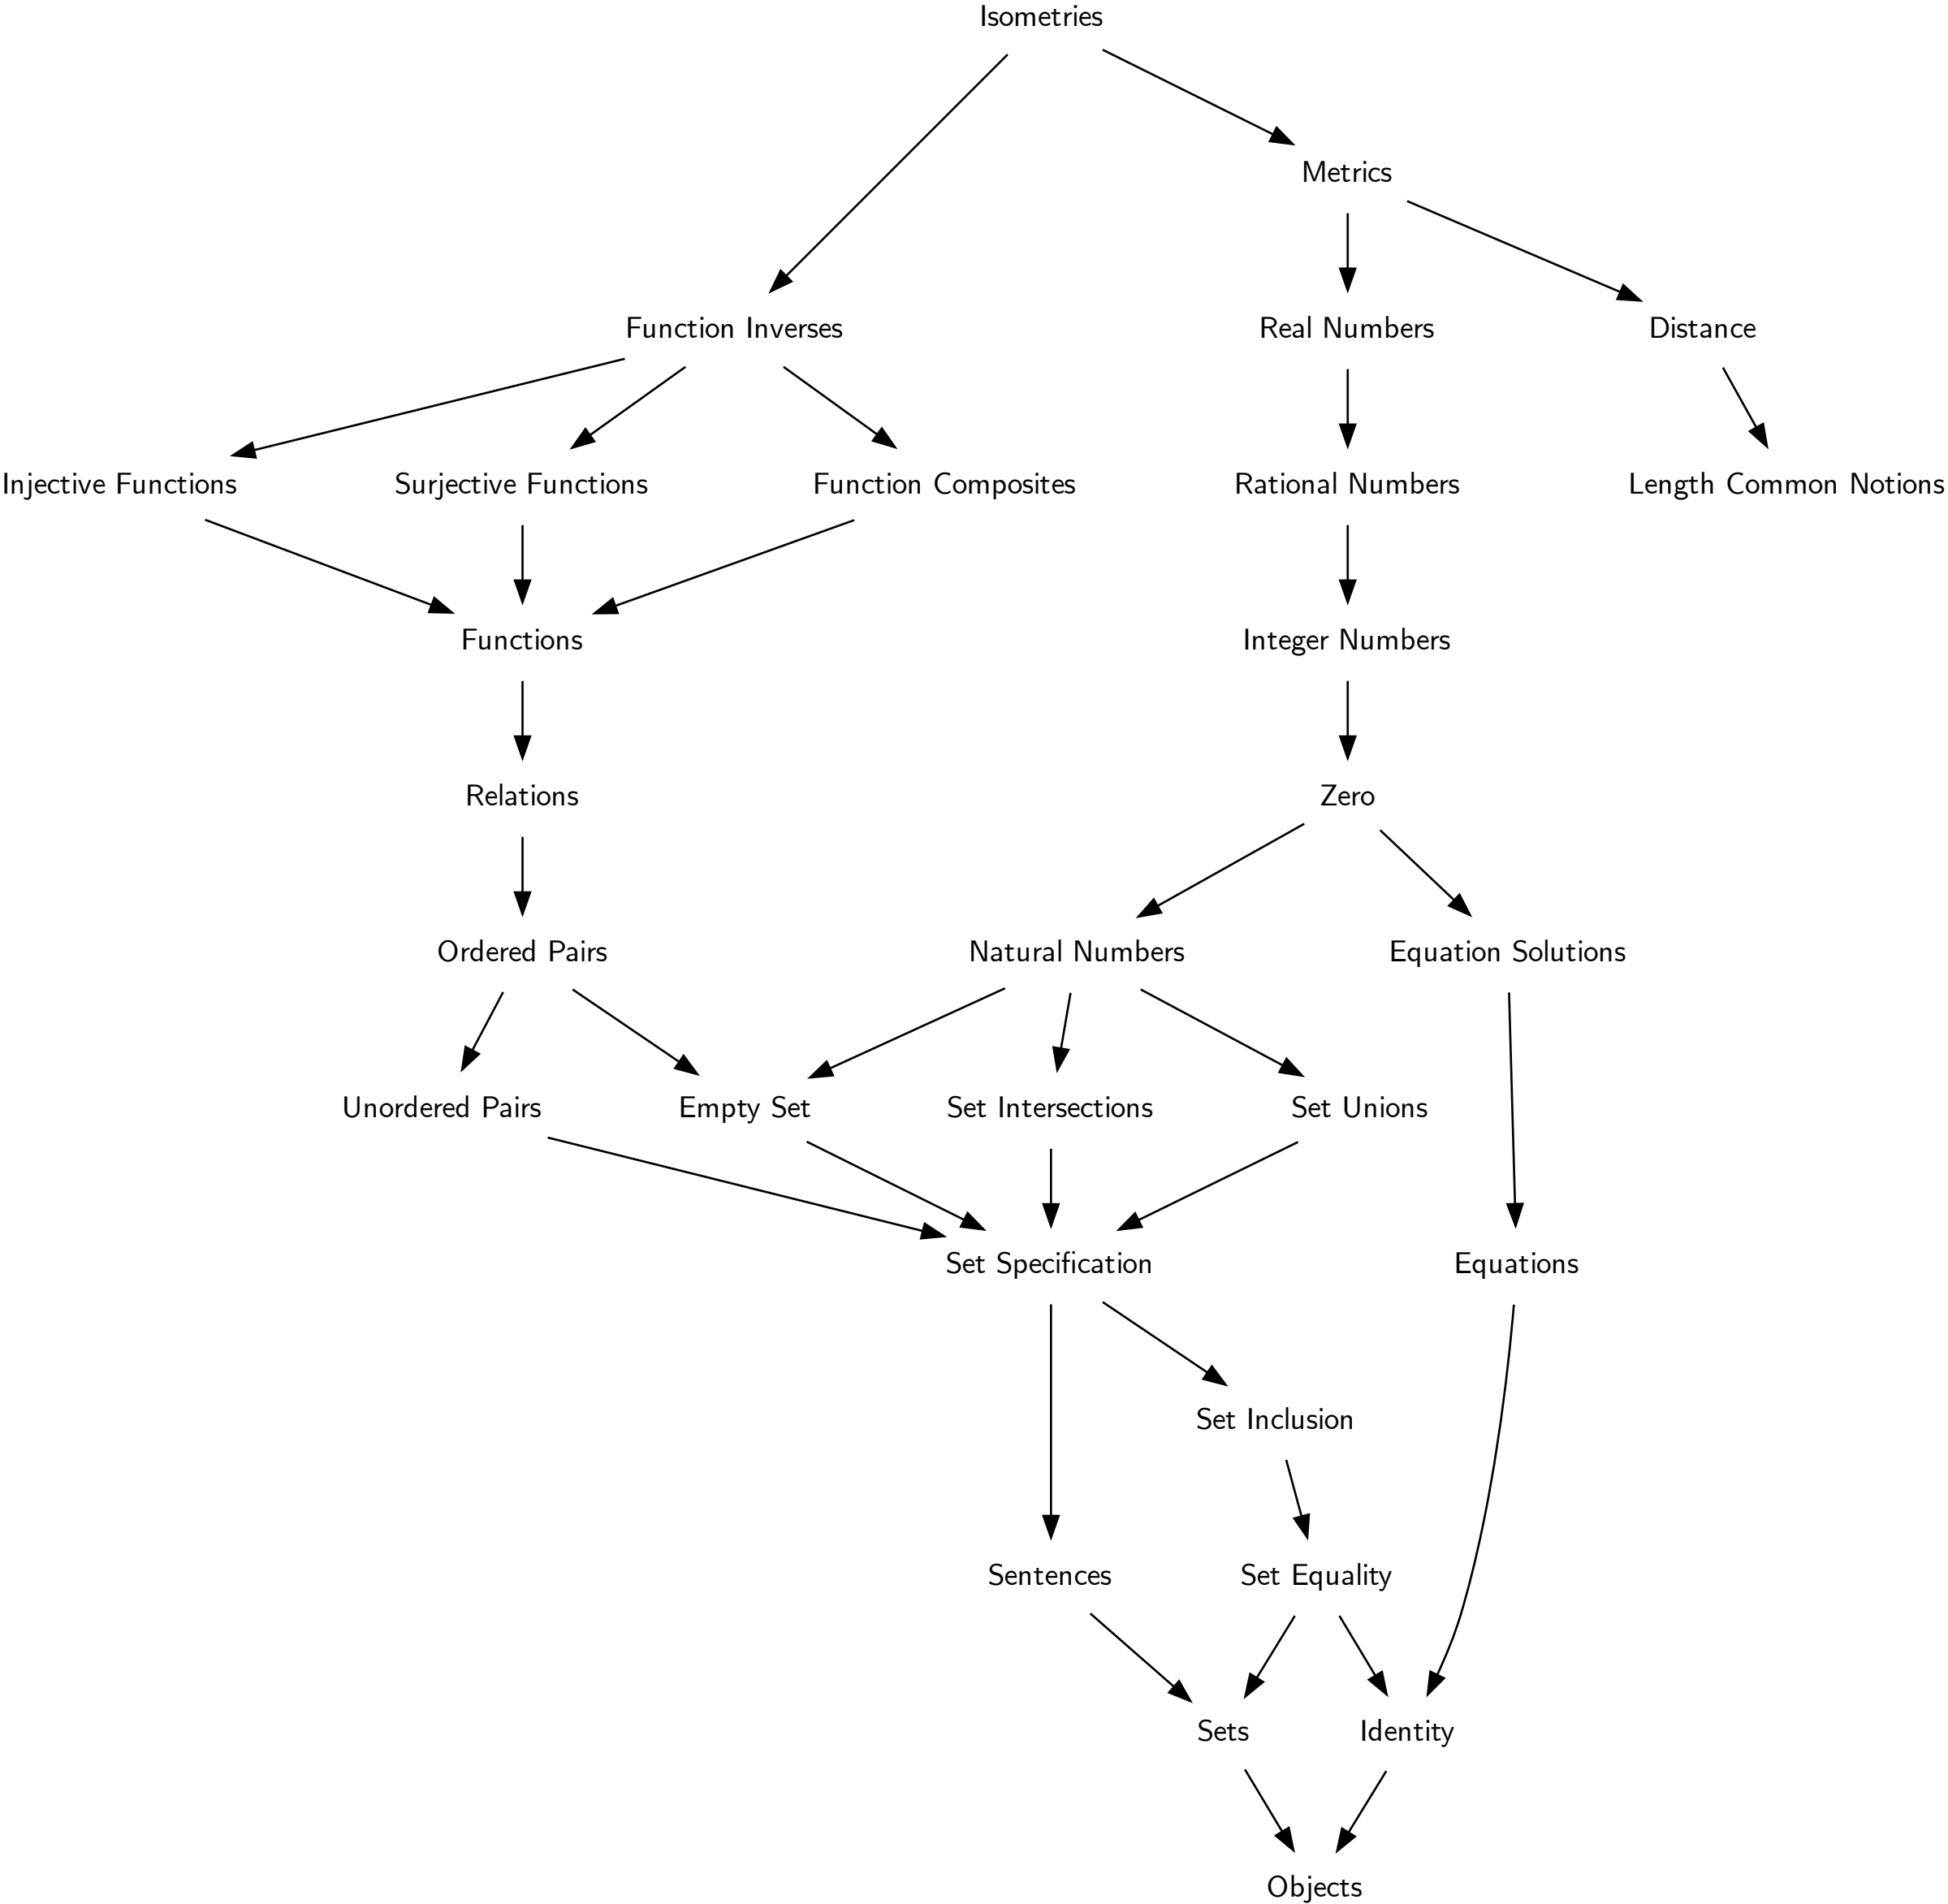 Isometries
Metrics
Function Inverses
Real Numbers
Distance
Injective Functions
Surjective Functions
Function Composites
Rational Numbers
Length Common Notions
Functions
Integer Numbers
Relations
Zero
Ordered Pairs
Natural Numbers
Equation Solutions
Unordered Pairs
Empty Set
Set Intersections
Set Unions
Set Specification
Equations
Set Inclusion
Sentences
Set Equality
Sets
Identity
Objects